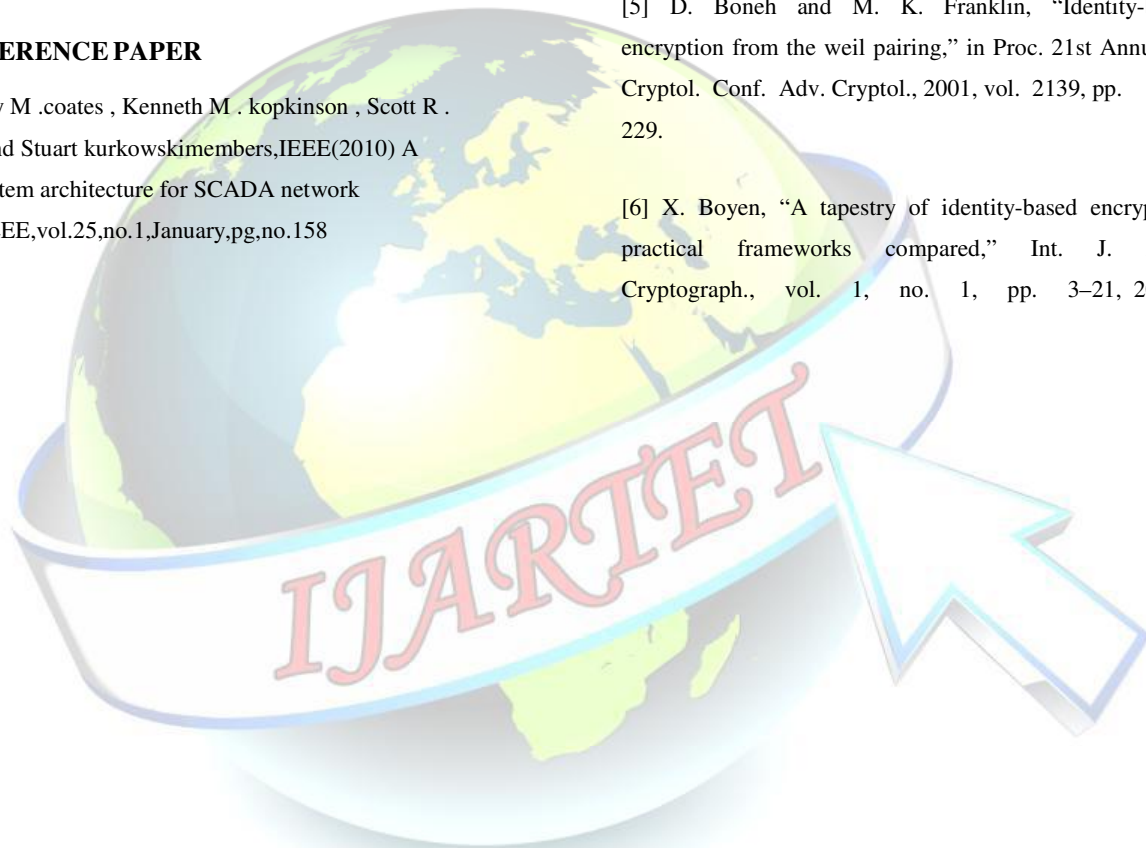 ERENCE PAPER
M .coates , Kenneth M . kopkinson , Scott R .
nd Stuart kurkowskimembers,IEEE(2010) A
tem architecture for SCADA network
EE,vol.25,no.1,January,pg,no.158
[5] D. Boneh and M. K. Franklin, “Identity-
encryption from the weil pairing,” in Proc. 21st Annu
Cryptol. Conf. Adv. Cryptol., 2001, vol. 2139, pp.
229.
[6] X. Boyen, “A tapestry of identity-based encryp
practical frameworks compared,” Int. J.
Cryptograph., vol. 1, no. 1, pp. 3–21, 2
IJARTET